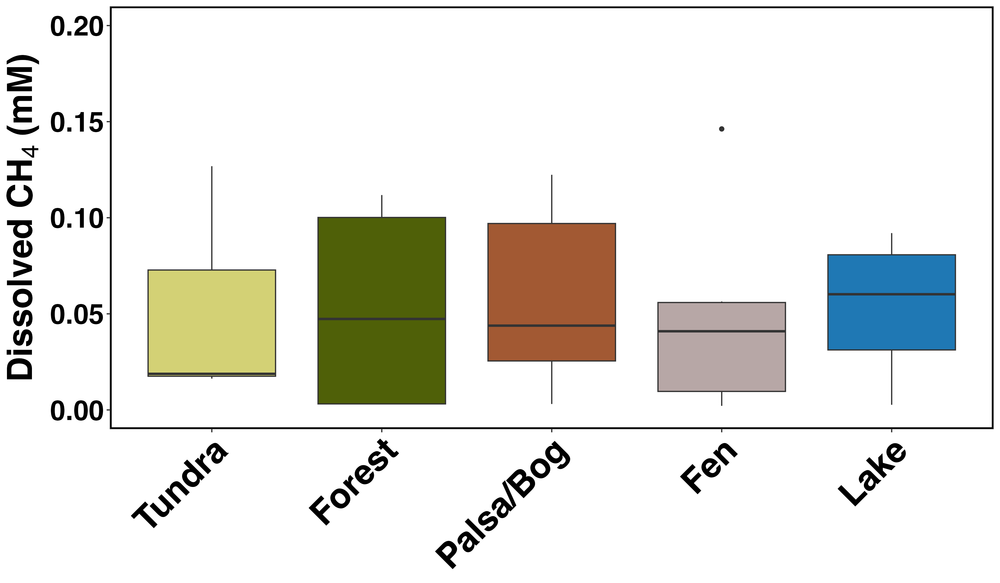 Dissolved CH₄ (mM)
0.20
0.15
0.10
0.05
0.00
Tundra
Forest
Palsa/Bog
Fen
Lake